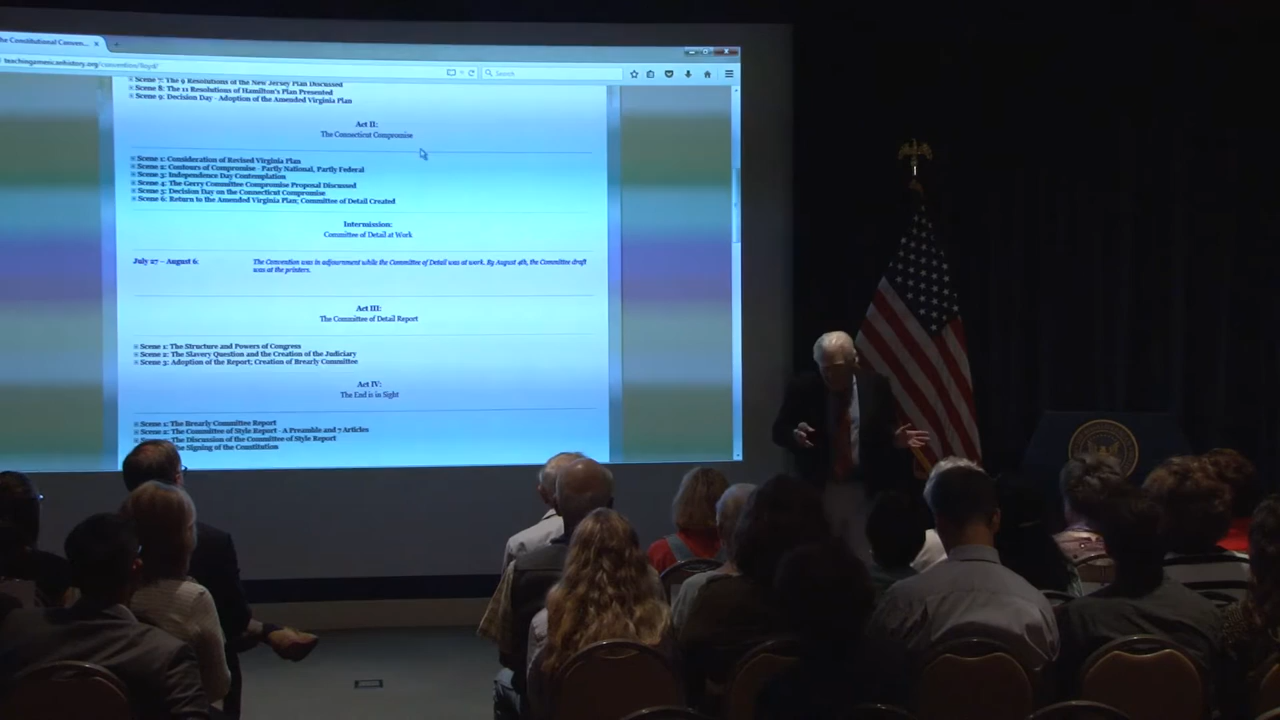 he Constitutional Conven...
teachingamericanhistory.org/convention/lloyd/
Search
Scene 7: The 9 Resolutions of the New Jersey Plan Discussed
Scene 8: The 11 Resolutions of Hamilton's Plan Presented
Scene 9: Decision Day - Adoption of the Amended Virginia Plan
Act II:
The Connecticut Compromise
Scene 1: Consideration of Revised Virginia Plan
Scene 2: Contours of Compromise - Partly National, Partly Federal
Scene 3: Independence Day Contemplation
Scene 4: The Gerry Committee Compromise Proposal Discussed
Scene 5: Decision Day on the Connecticut Compromise
Scene 6: Return to the Amended Virginia Plan; Committee of Detail Created
Intermission:
Committee of Detail at Work
July 27 – August 6:
The Convention was in adjournment while the Committee of Detail was at work. By August 4th, the Committee draft
was at the printers.
Act III:
The Committee of Detail Report
Scene 1: The Structure and Powers of Congress
Scene 2: The Slavery Question and the Creation of the Judiciary
Scene 3: Adoption of the Report; Creation of Brearly Committee
Act IV:
The End is in Sight
Scene 1: The Brearly Committee Report
Scene 2: The Committee of Style Report - A Preamble and 7 Articles
The Discussion of the Committee of Style Report
he Signing of the Constitution